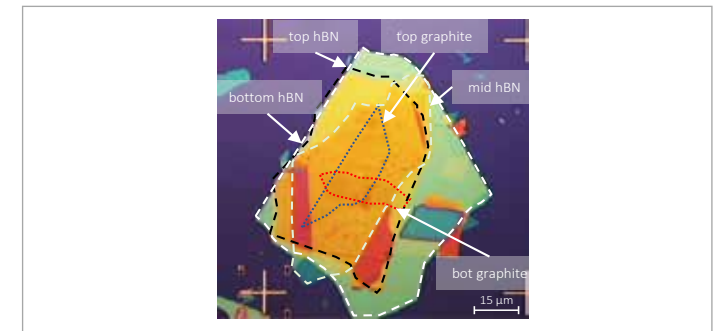 top hBN
top graphite
mid hBN
bottom hBN
bot graphite
15 µm